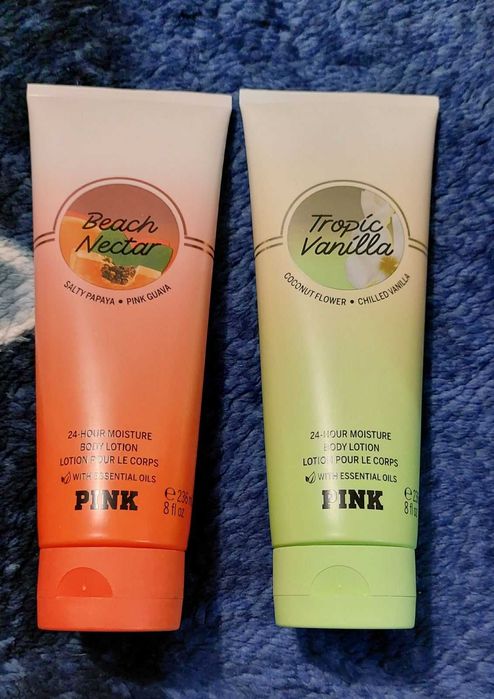 Beach
Nectar
SALTY PAPAYA • PINK GUAVA
24-HOUR MOISTURE
BODY LOTION
LOTION POUR LE CORPS
WITH ESSENTIAL OILS
PINK
e 236 m
8 fl oz
Tropic
Vanilla
COCONUT FLOWER • CHILLED VANILLA
24-HOUR MOISTURE
BODY LOTION
LOTION POUR LE CORPS
WITH ESSENTIAL OILS
PINK
8 fl oz